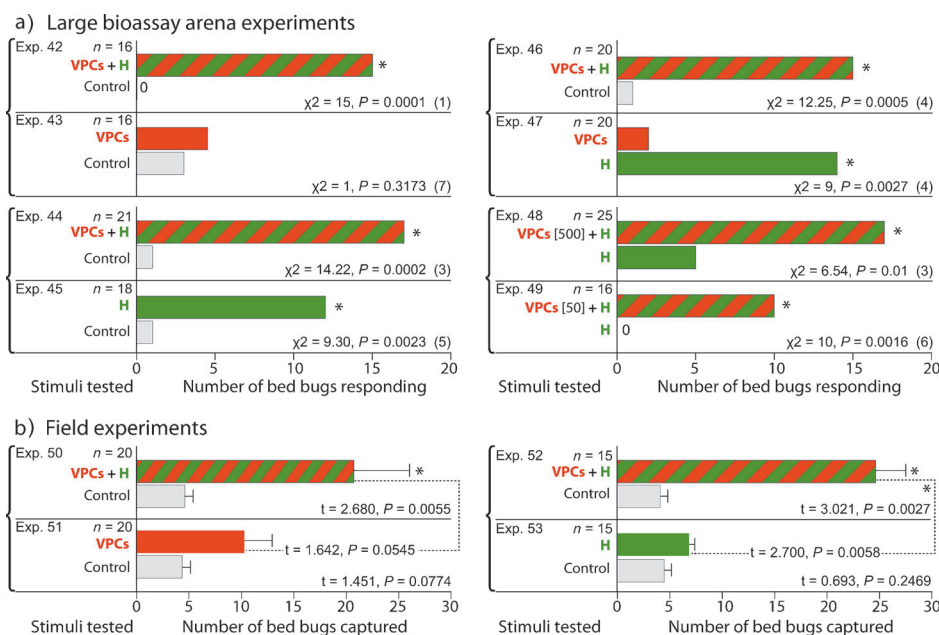 a) Large bioassay arena experiments
Exp. 42 n = 16
VPCs + H *
Control 0
χ2 = 15, P = 0.0001 (1)
Exp. 43 n = 16
VPCs
Control
χ2 = 1, P = 0.3173 (7)
Exp. 44 n = 21
VPCs + H *
Control
χ2 = 14.22, P = 0.0002 (3)
Exp. 45 n = 18
H *
Control
χ2 = 9.30, P = 0.0023 (5)
0 5 10 15 20
Stimuli tested Number of bed bugs responding
Exp. 46 n = 20
VPCs + H *
Control
χ2 = 12.25, P = 0.0005 (4)
Exp. 47 n = 20
VPCs
H *
χ2 = 9, P = 0.0027 (4)
Exp. 48 n = 25
VPCs [500] + H *
H
χ2 = 6.54, P = 0.01 (3)
Exp. 49 n = 16
VPCs [50] + H *
H 0
χ2 = 10, P = 0.0016 (6)
0 5 10 15 20
Stimuli tested Number of bed bugs responding
b) Field experiments
Exp. 50 n = 20
VPCs + H *
Control
t = 2.680, P = 0.0055
Exp. 51 n = 20
VPCs
t = 1.642, P = 0.0545
Control
t = 1.451, P = 0.0774
0 5 10 15 20 25 30
Stimuli tested Number of bed bugs captured
Exp. 52 n = 15
VPCs + H *
Control *
t = 3.021, P = 0.0027
Exp. 53 n = 15
H
t = 2.700, P = 0.0058
Control
t = 0.693, P = 0.2469
0 5 10 15 20 25 30
Stimuli tested Number of bed bugs captured